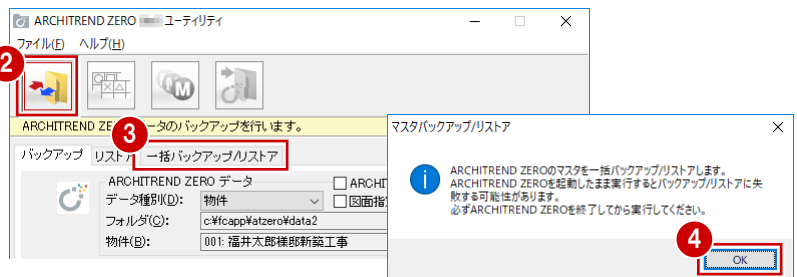 ARCHITREND ZERO ユーティリティ
ファイル(F) ヘルプ(H)
2
3
ARCHITREND ZE ータのバックアップを行います。
バックアップ リストア 一括バックアップ/リストア
ARCHITREND ZERO データ
ARCHIT
データ種別(D): 物件
図面指
フォルダ(C): c:¥fcapp¥atzero¥data2
物件(B): 001: 福井太郎様邸新築工事
マスタバックアップ/リストア
ARCHITREND ZEROのマスタを一括バックアップ/リストアします。
ARCHITREND ZEROを起動したまま実行するとバックアップ/リストアに失
敗する可能性があります。
必ずARCHITREND ZEROを終了してから実行してください。
4
OK